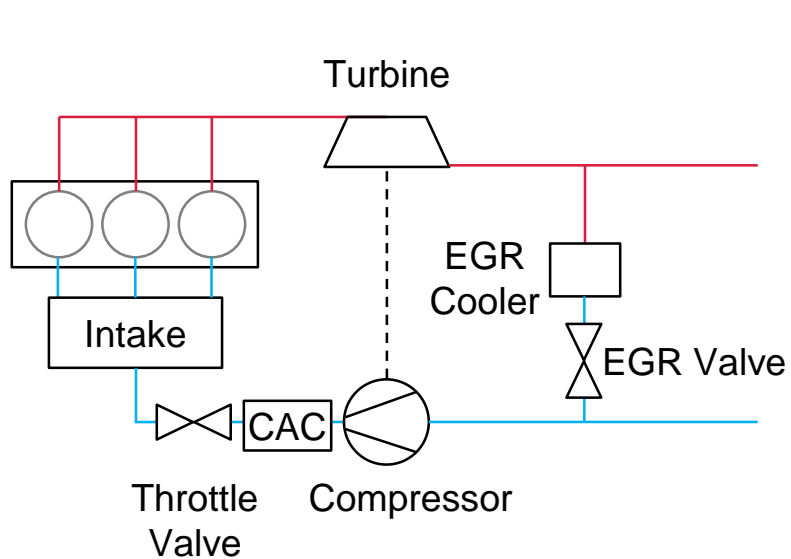 Turbine
EGR
Cooler
Intake
EGR Valve
CAC
Throttle
Valve
Compressor